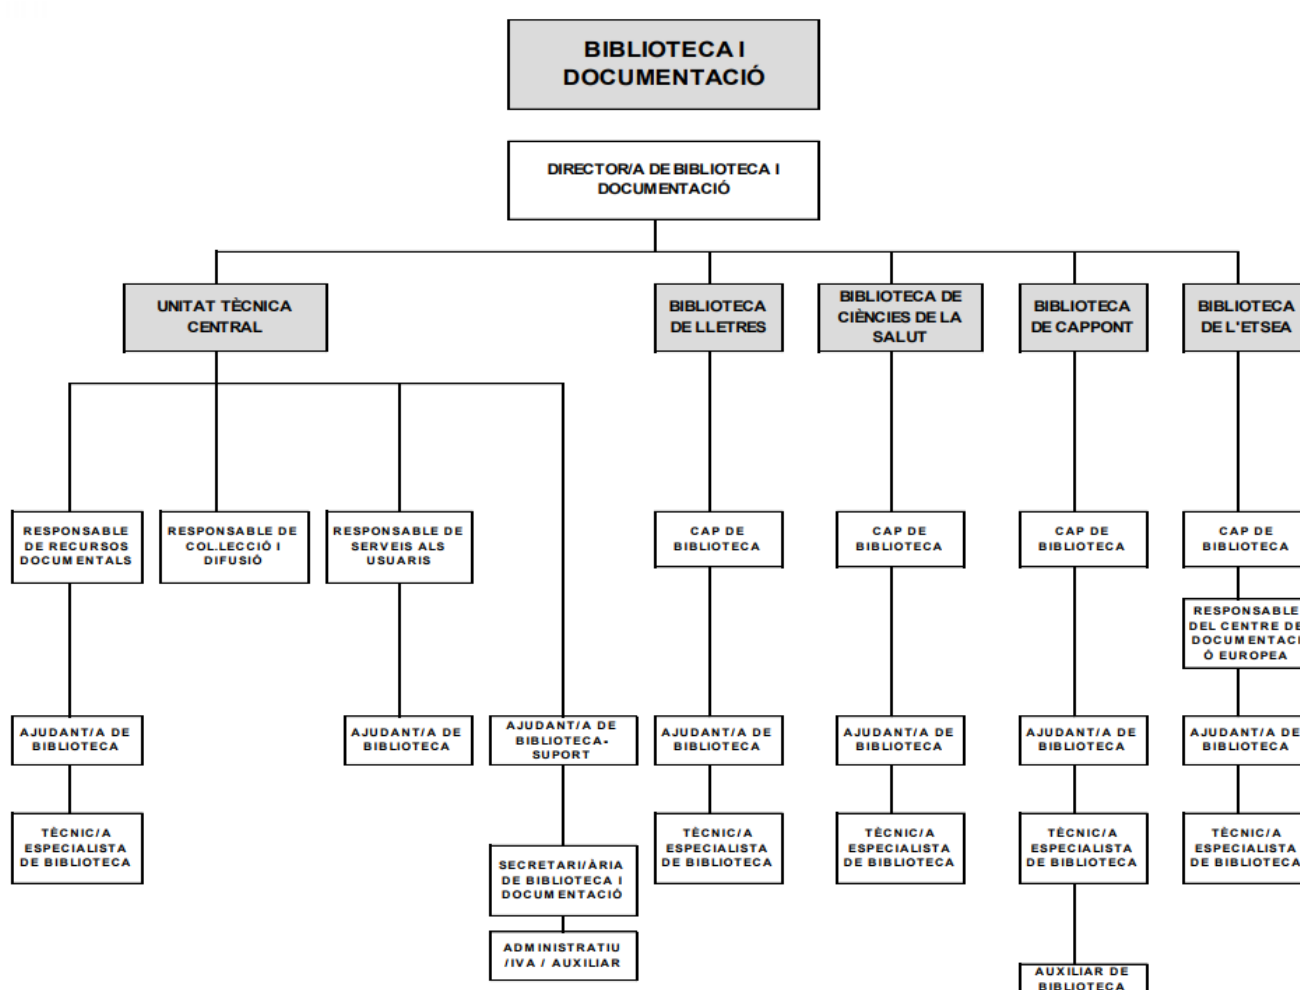 BIBLIOTECA I
DOCUMENTACIÓ
DIRECTOR/A DE BIBLIOTECA I
DOCUMENTACIÓ
UNITAT TÈCNICA
CENTRAL
BIBLIOTECA
DE LLETRES
BIBLIOTECA DE
CIÈNCIES DE LA
SALUT
BIBLIOTECA
DE CAPPONT
BIBLIOTECA
DE L'ETSEA
RESPONSABLE
DE RECURSOS
DOCUMENTALS
RESPONSABLE DE
COL.LECCIÓ I
DIFUSIÓ
RESPONSABLE DE
SERVEIS ALS
USUARIS
CAP DE
BIBLIOTECA
CAP DE
BIBLIOTECA
CAP DE
BIBLIOTECA
CAP DE
BIBLIOTECA
RESPONSABLE
DEL CENTRE DE
DOCUMENTACI
Ó EUROPEA
AJUDANT/A DE
BIBLIOTECA
AJUDANT/A DE
BIBLIOTECA
AJUDANT/A DE
BIBLIOTECA-
SUPORT
AJUDANT/A DE
BIBLIOTECA
AJUDANT/A DE
BIBLIOTECA
AJUDANT/A DE
BIBLIOTECA
AJUDANT/A DE
BIBLIOTECA
TÈCNIC/A
ESPECIALISTA
DE BIBLIOTECA
SECRETARI/ÀRIA
DE BIBLIOTECA I
DOCUMENTACIÓ
TÈCNIC/A
ESPECIALISTA
DE BIBLIOTECA
TÈCNIC/A
ESPECIALISTA
DE BIBLIOTECA
TÈCNIC/A
ESPECIALISTA
DE BIBLIOTECA
TÈCNIC/A
ESPECIALISTA
DE BIBLIOTECA
ADMINISTRATIU
/IVA / AUXILIAR
AUXILIAR DE
BIBLIOTECA